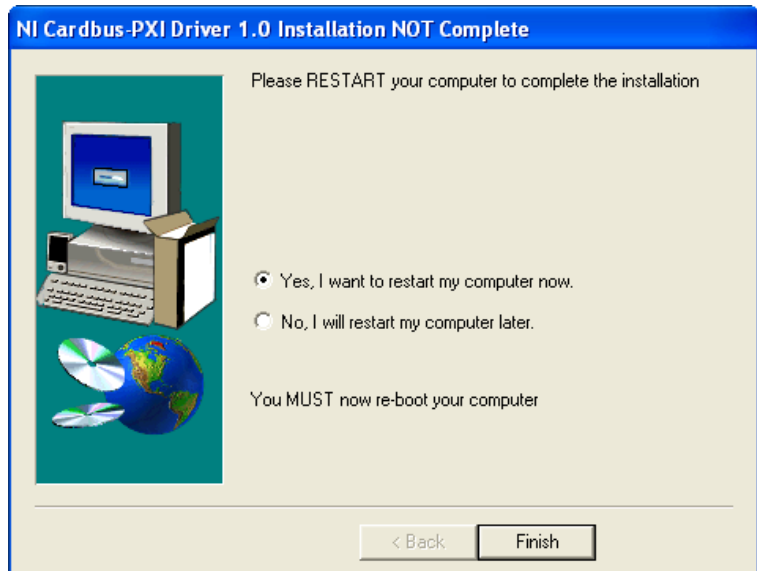 NI Cardbus-PXI Driver 1.0 Installation NOT Complete
Please RESTART your computer to complete the installation
Yes, I want to restart my computer now.
No, I will restart my computer later.
You MUST now re-boot your computer
< Back
Finish